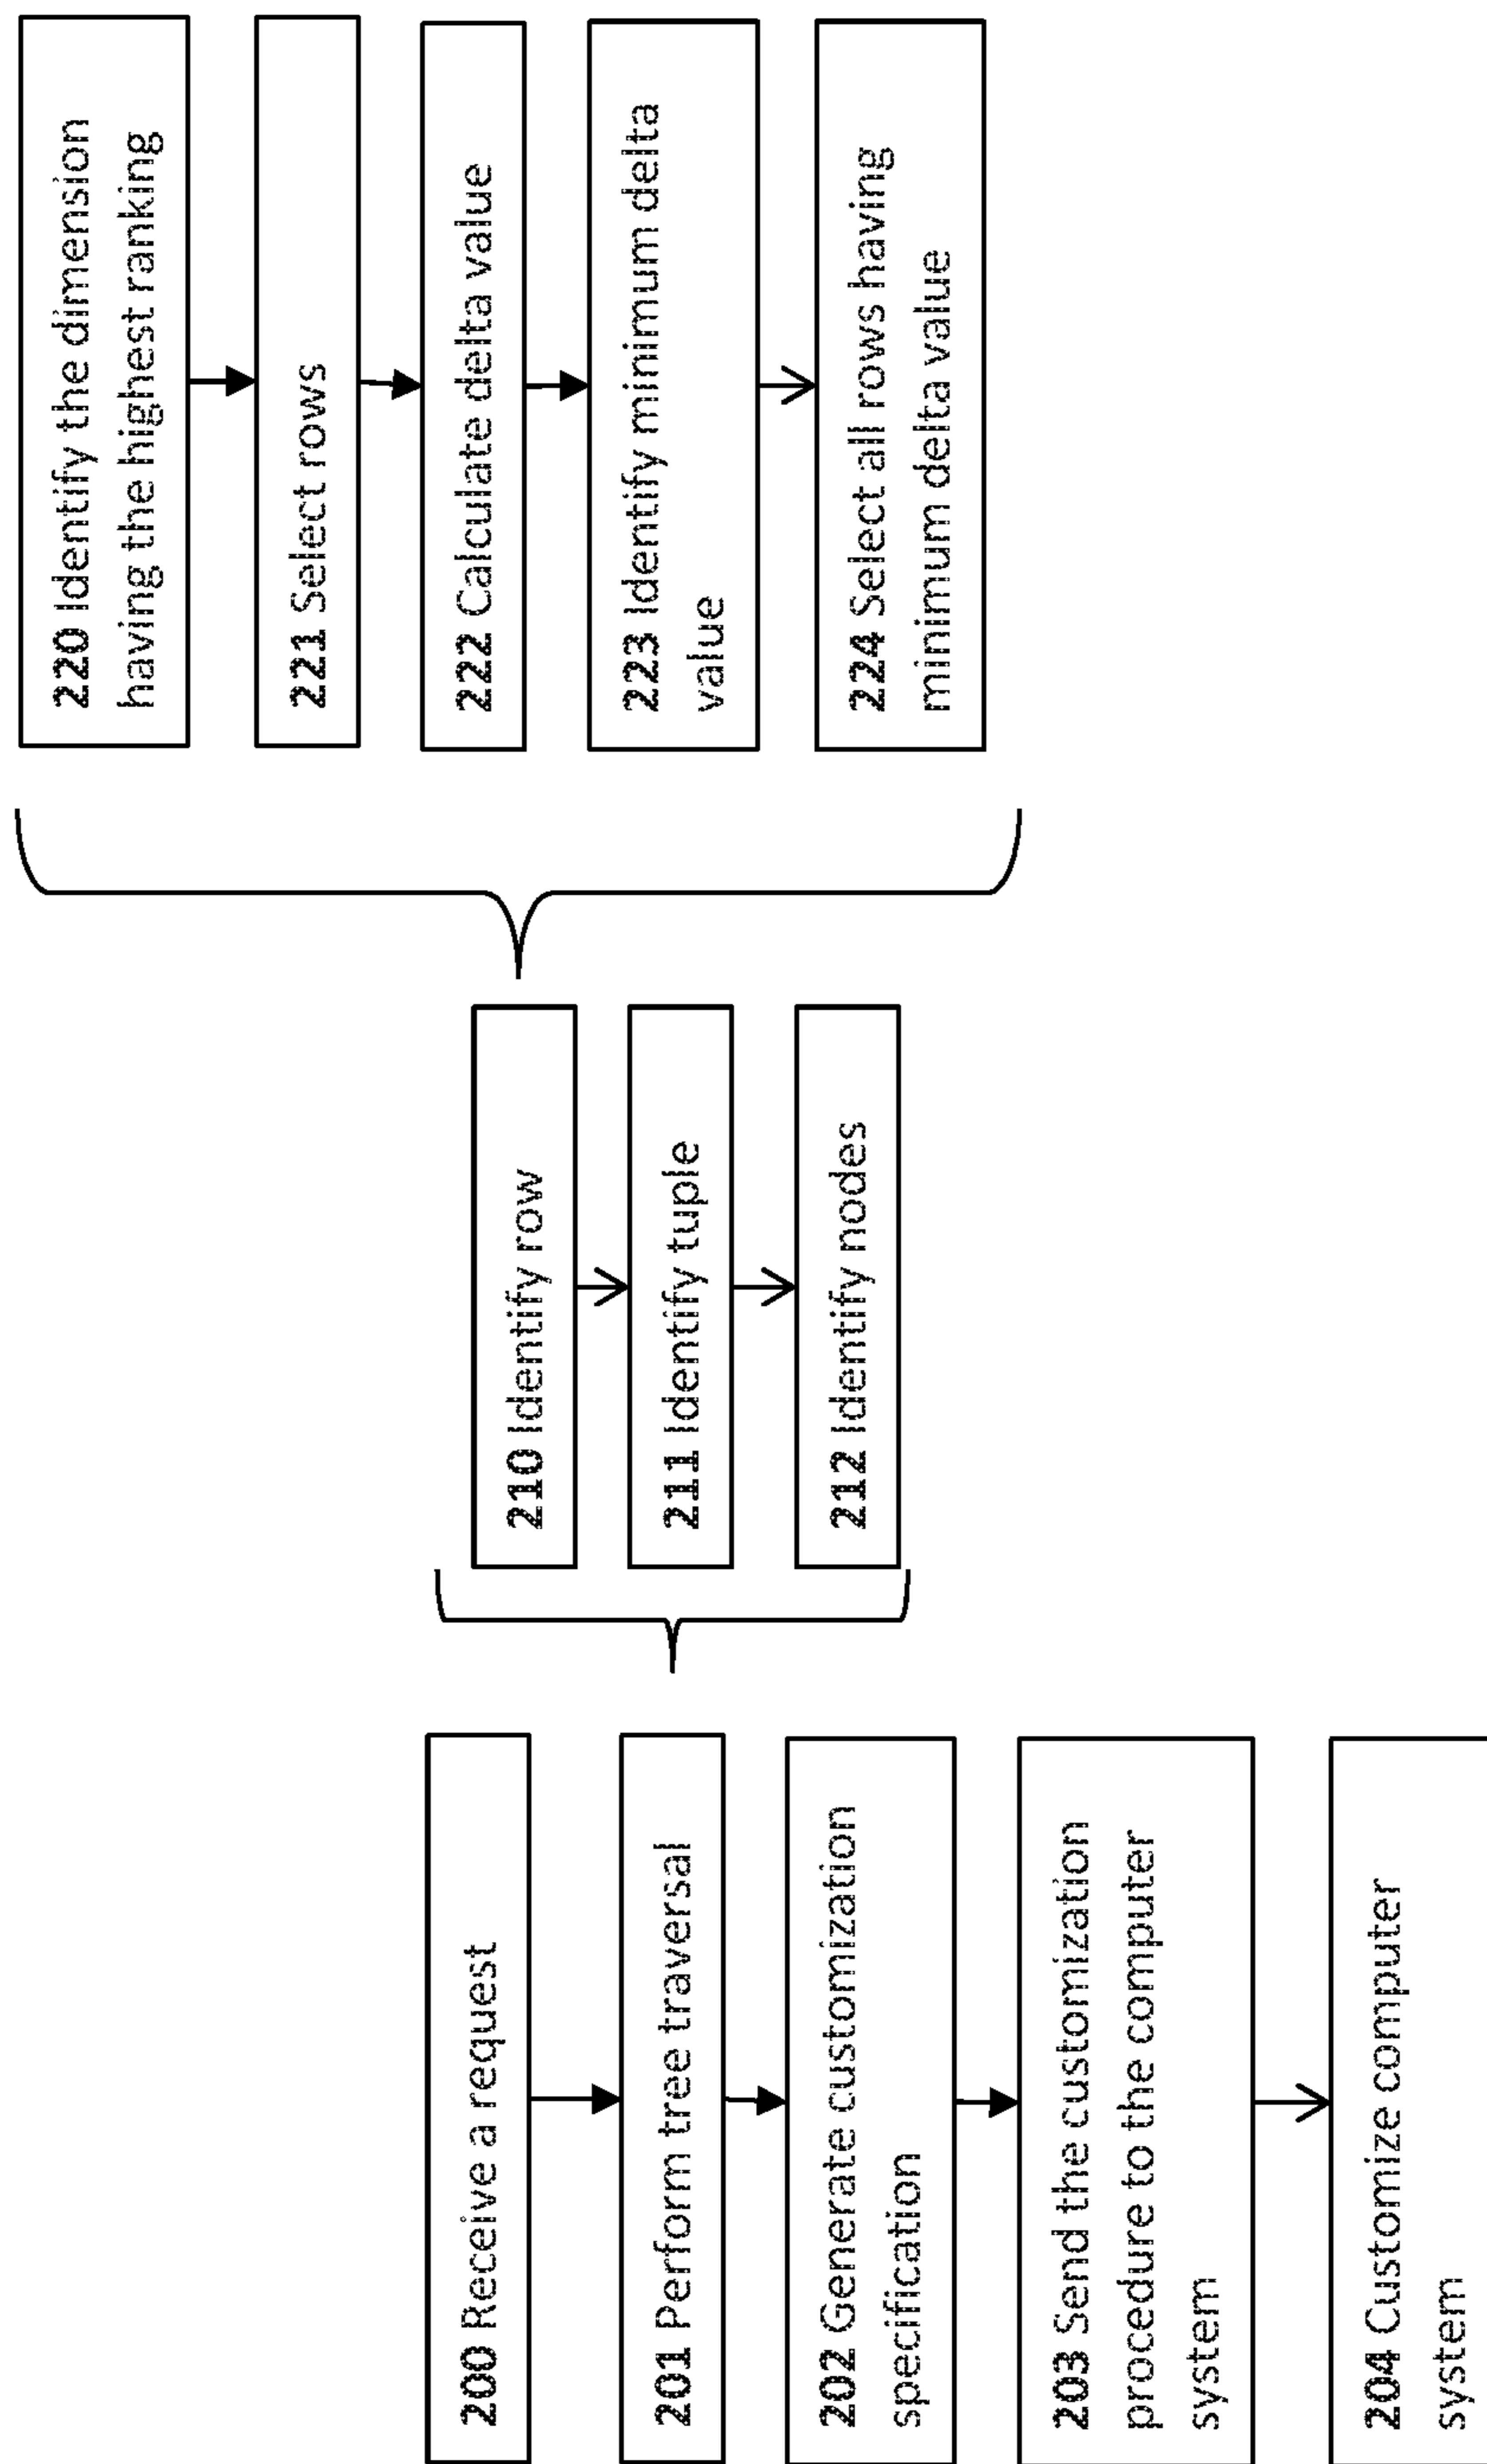 200 Receive a request
201 Perform tree traversal
202 Generate customization
specification
203 Send the customization
procedure to the computer
system
204 Customize computer
system
210 Identify row
211 Identify tuple
212 Identify nodes
220 Identify the dimension
having the highest ranking
221 Select rows
222 Calculate delta value
223 Identify minimum delta
value
224 Select all rows having
minimum delta value